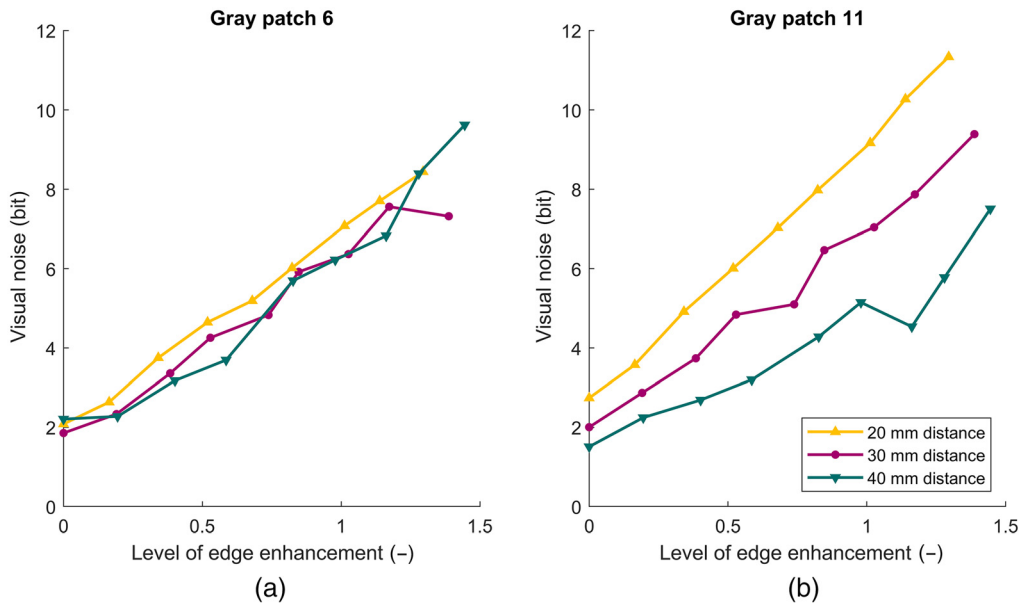 Gray patch 6
12
10
8
6
4
2
0
Visual noise (bit)
0
0.5
1
1.5
Level of edge enhancement (–)
(a)
Gray patch 11
12
10
8
6
4
2
0
Visual noise (bit)
20 mm distance
30 mm distance
40 mm distance
0
0.5
1
1.5
Level of edge enhancement (–)
(b)